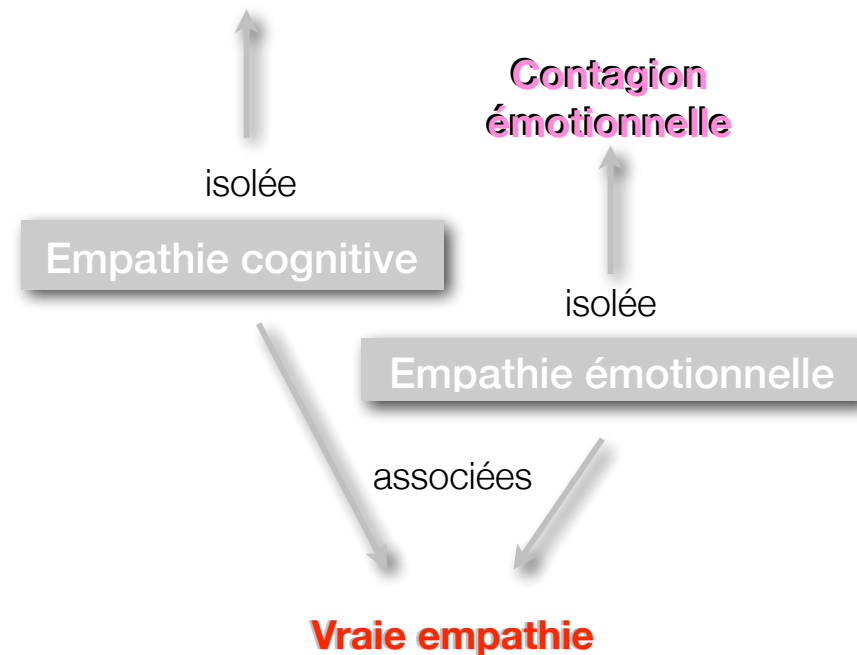 Contagion
émotionnelle
isolée
Empathie cognitive
isolée
Empathie émotionnelle
associées
Vraie empathie